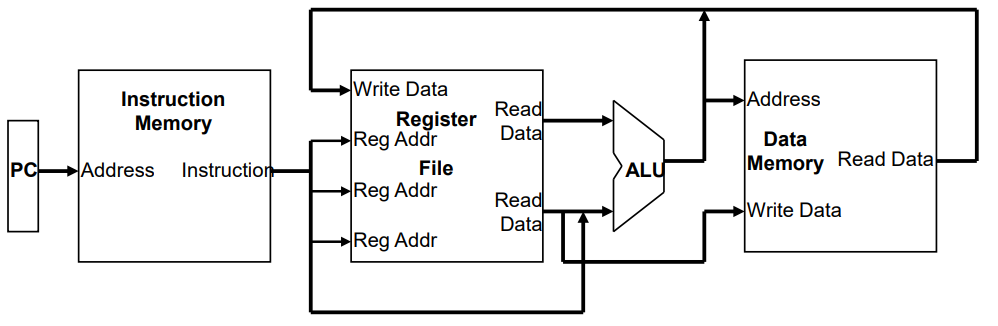 PC
Instruction
Memory
Address
Instruction
Write Data
Register
File
Reg Addr
Reg Addr
Reg Addr
Read
Data
Read
Data
ALU
Address
Data
Memory
Read Data
Write Data